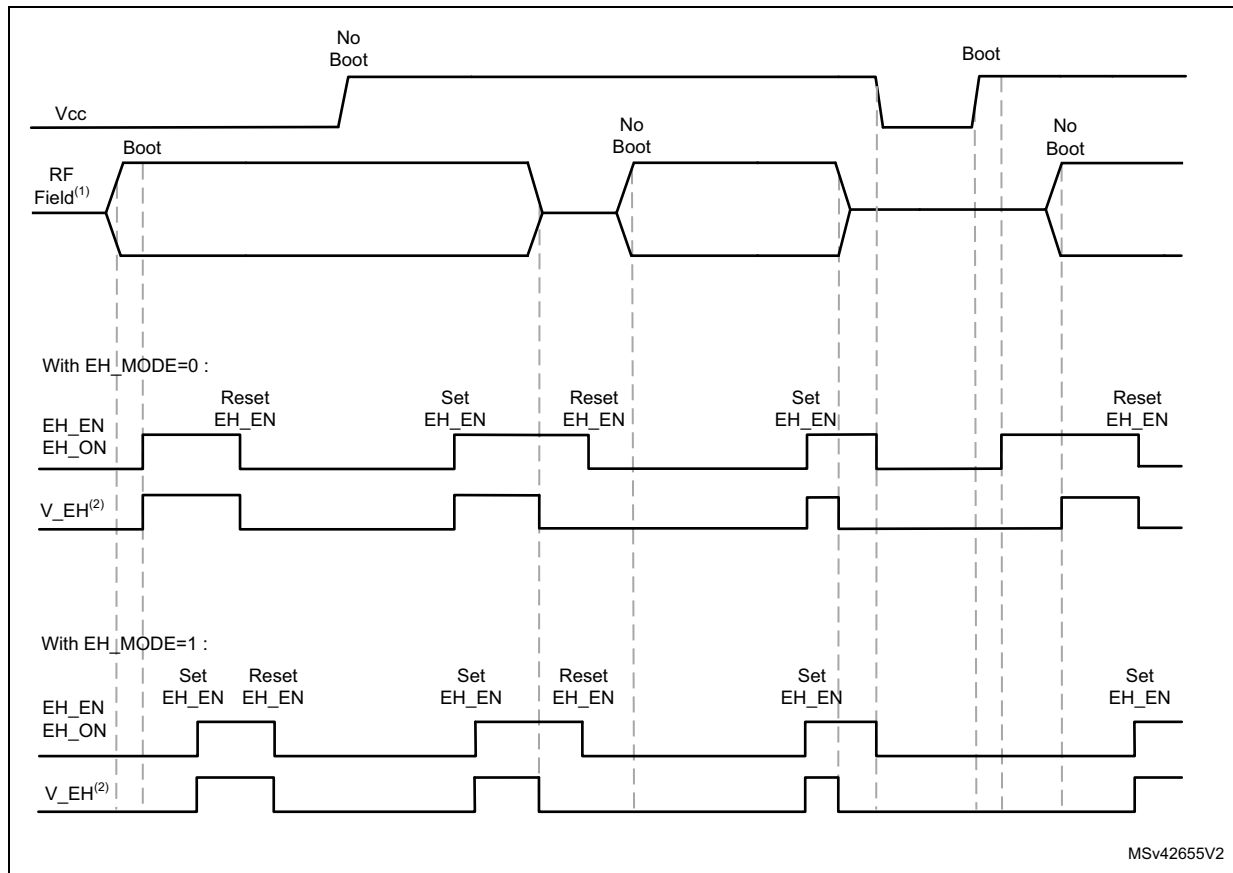 No
Boot
Boot
Vcc
No
Boot
No
Boot
Boot
RF
Field(1)
With EH_MODE=0 :
Reset
EH_EN
Set
EH_EN
Reset
EH_EN
Set
EH_EN
Reset
EH_EN
EH_EN
EH_ON
V_EH(2)
With EH_MODE=1 :
Set
EH_EN
Reset
EH_EN
Set
EH_EN
Reset
EH_EN
Set
EH_EN
Set
EH_EN
EH_EN
EH_ON
V_EH(2)
MSv42655V2